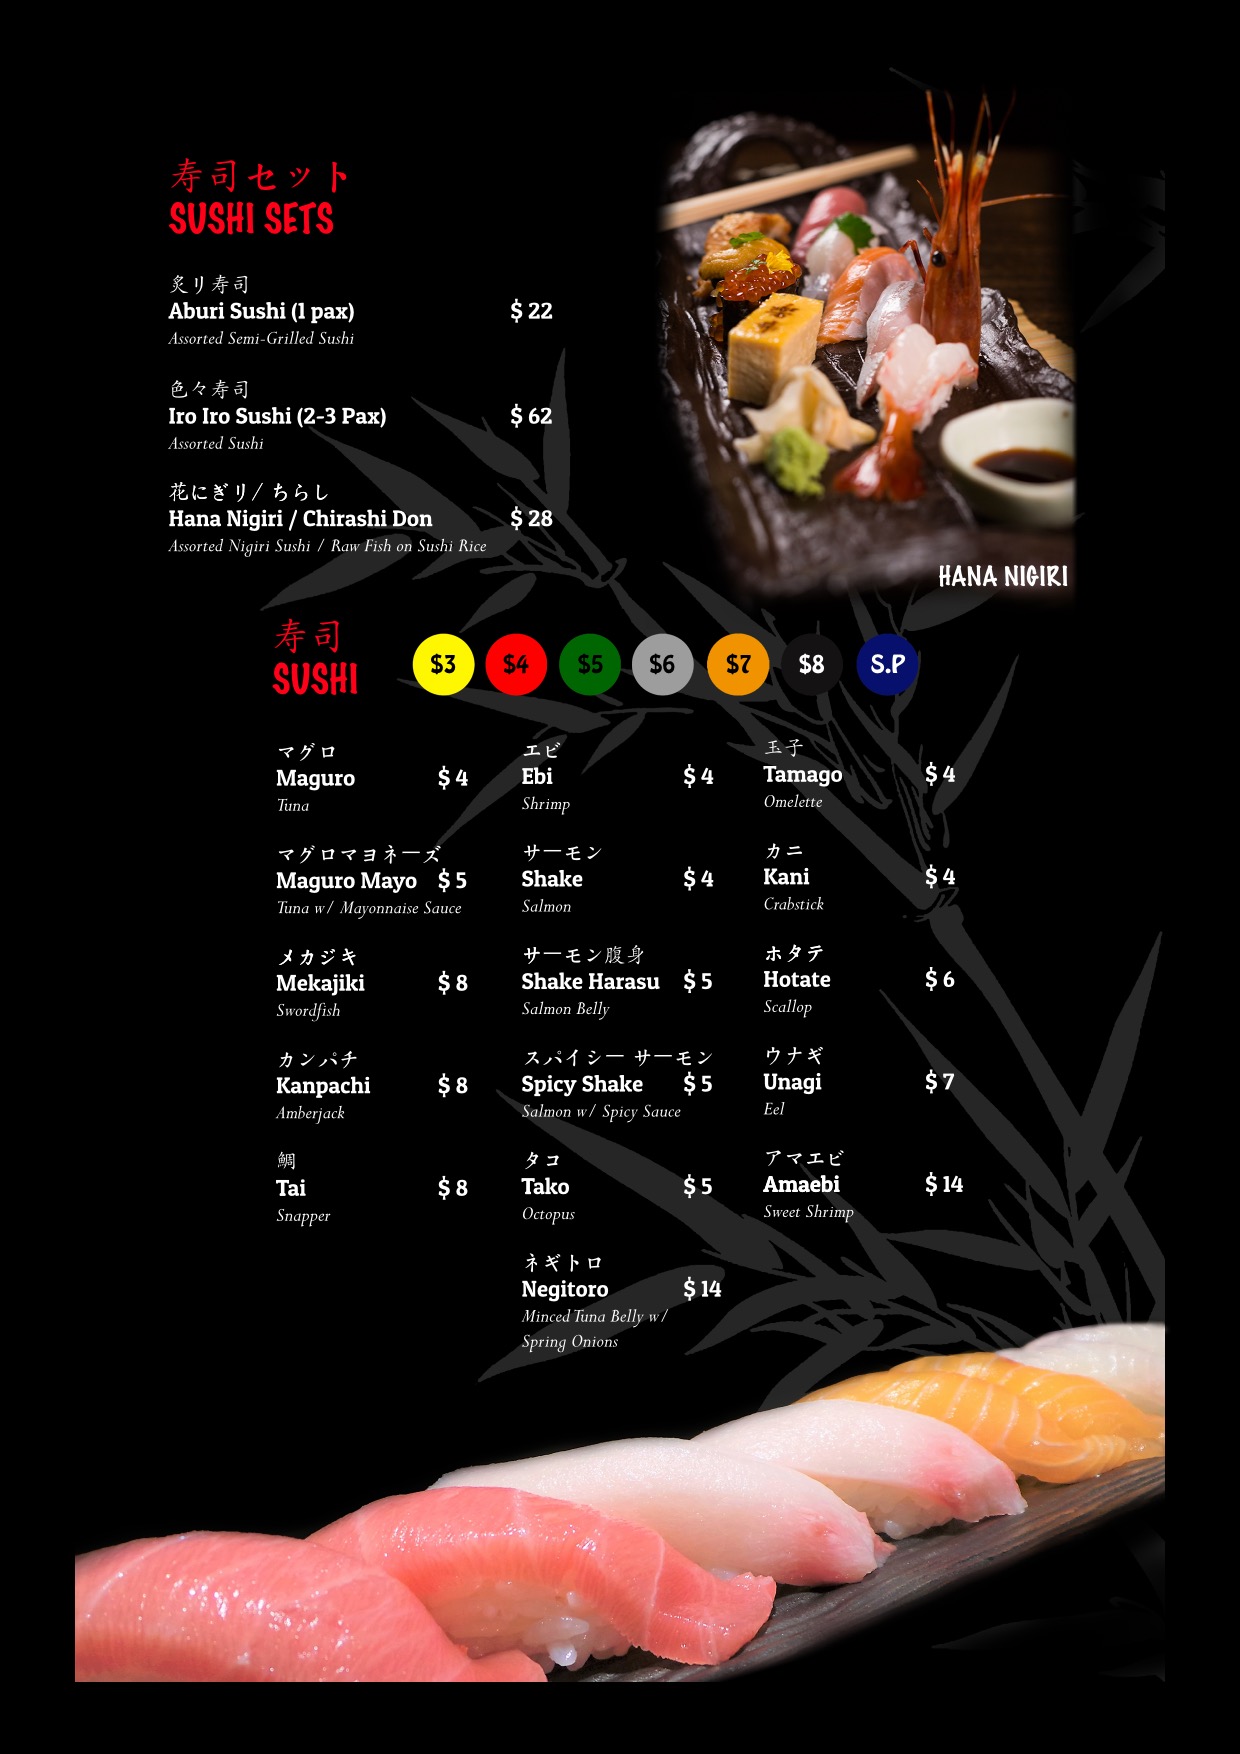 寿司セット
SUSHI SETS
炙り寿司
Aburi Sushi (1 pax) $ 22
Assorted Semi-Grilled Sushi
色々寿司
Iro Iro Sushi (2-3 Pax) $ 62
Assorted Sushi
花にぎり/ ちらし
Hana Nigiri / Chirashi Don $ 28
Assorted Nigiri Sushi / Raw Fish on Sushi Rice
HANA NIGIRI
寿司
SUSHI
$3 $4 $5 $6 $7 $8 S.P
マグロ
Maguro $ 4
Tuna
マグロマヨネーズ
Maguro Mayo $ 5
Tuna w/ Mayonnaise Sauce
メカジキ
Mekajiki $ 8
Swordfish
カンパチ
Kanpachi $ 8
Amberjack
鯛
Tai $ 8
Snapper
エビ
Ebi $ 4
Shrimp
サーモン
Shake $ 4
Salmon
サーモン腹身
Shake Harasu $ 5
Salmon Belly
スパイシー サーモン
Spicy Shake $ 5
Salmon w/ Spicy Sauce
タコ
Tako $ 5
Octopus
ネギトロ
Negitoro $ 14
Minced Tuna Belly w/
Spring Onions
玉子
Tamago $ 4
Omelette
カニ
Kani $ 4
Crabstick
ホタテ
Hotate $ 6
Scallop
ウナギ
Unagi $ 7
Eel
アマエビ
Amaebi $ 14
Sweet Shrimp